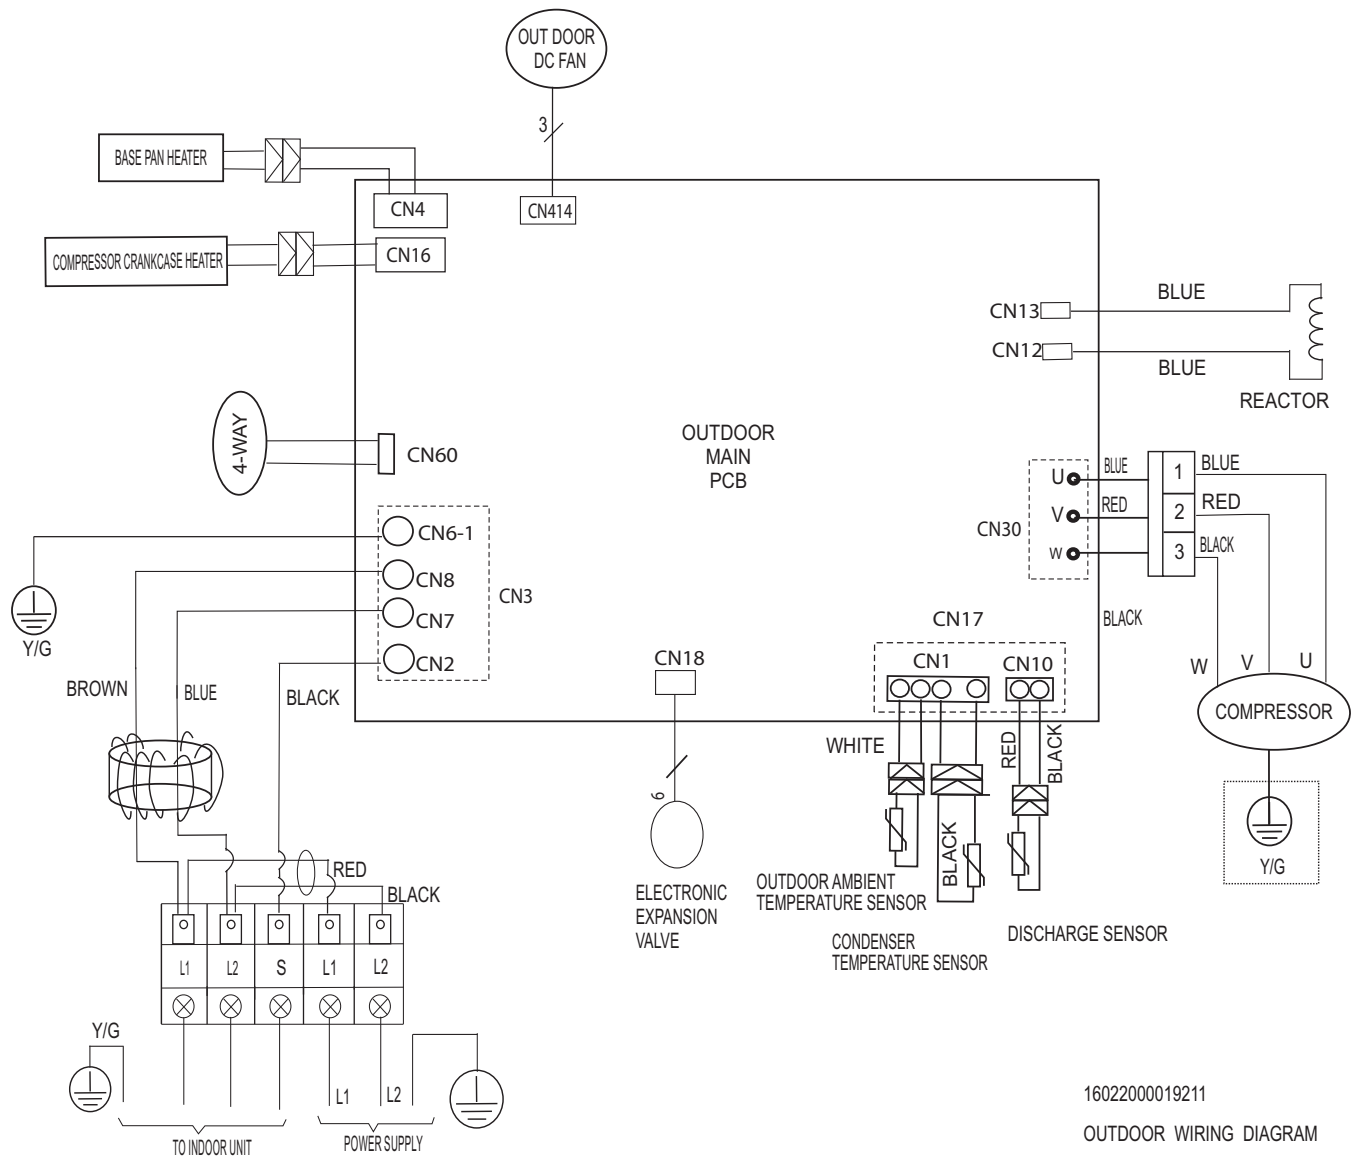 OUT DOOR
DC FAN
3
BASE PAN HEATER
CN4
CN414
COMPRESSOR CRANKCASE HEATER
CN16
CN13
BLUE
CN12
BLUE
REACTOR
4-WAY
CN60
OUTDOOR
MAIN
PCB
CN6-1
CN8
CN7
CN2
CN3
Y/G
BROWN
BLUE
BLACK
CN30
U
V
W
BLUE
RED
BLACK
1
2
3
BLUE
RED
BLACK
W
V
U
COMPRESSOR
Y/G
CN17
CN1
CN10
CN18
6
ELECTRONIC
EXPANSION
VALVE
WHITE
BLACK
RED
BLACK
OUTDOOR AMBIENT
TEMPERATURE SENSOR
CONDENSER
TEMPERATURE SENSOR
DISCHARGE SENSOR
RED
BLACK
L1
L2
S
L1
L2
Y/G
L1
L2
TO INDOOR UNIT
POWER SUPPLY
16022000019211
OUTDOOR WIRING DIAGRAM